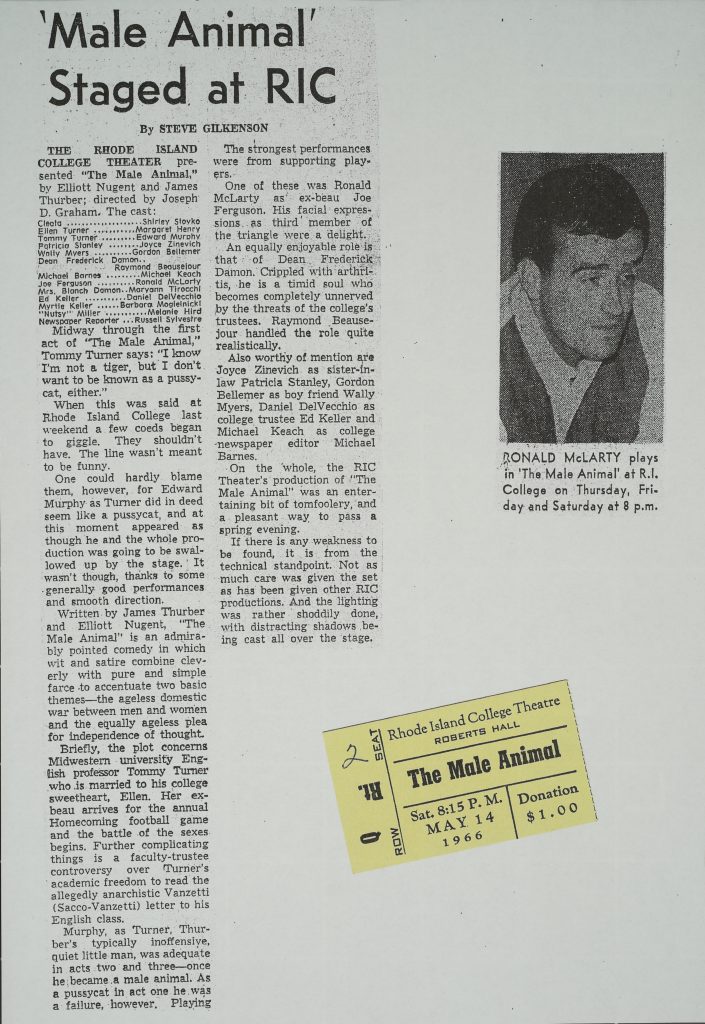 'Male Animal'
Staged at RIC
By STEVE GILKENSON
THE RHODE ISLAND
COLLEGE THEATER pre-
sented "The Male Animal,"
by Elliott Nugent and James
Thurber; directed by Joseph
D. Graham. The cast:
Cleota ....................Shirley Stovko
Ellen Turner ...........Margaret Henry
Tommy Turner .........Edward Murphy
Patricia Stanley ........Joyce Zinevich
Wally Myers ..........Gordon Bellemer
Dean Frederick Damon..
Raymond Beausejour
Michael Barnes .........Michael Keach
Joe Ferguson .........Ronald McLarty
Mrs. Blanch Damon..Maryann Tirocchi
Ed Keller ...........Daniel DelVecchio
Myrtle Keller ......Barbara Mogielnicki
"Nutsy" Miller ...........Melanie Hird
Newspaper Reporter ...Russell Sylvestre
Midway through the first
act of "The Male Animal,"
Tommy Turner says: "I know
I'm not a tiger, but I don't
want to be known as a pussy-
cat, either."
When this was said at
Rhode Island College last
weekend a few coeds began
to giggle. They shouldn't
have. The line wasn't meant
to be funny.
One could hardly blame
them, however, for Edward
Murphy as Turner did in deed
seem like a pussycat, and at
this moment appeared as
though he and the whole pro-
duction was going to be swal-
lowed up by the stage. It
wasn't though, thanks to some
generally good performances
and smooth direction.
Written by James Thurber
and Elliott Nugent, "The
Male Animal" is an admira-
bly pointed comedy in which
wit and satire combine clev-
erly with pure and simple
farce to accentuate two basic
themes—the ageless domestic
war between men and women
and the equally ageless plea
for independence of thought.
Briefly, the plot concerns
Midwestern university Eng-
lish professor Tommy Turner
who is married to his college
sweetheart, Ellen. Her ex-
beau arrives for the annual
Homecoming football game
and the battle of the sexes
begins. Further complicating
things is a faculty-trustee
controversy over Turner's
academic freedom to read the
allegedly anarchistic Vanzetti
(Sacco-Vanzetti) letter to his
English class.
Murphy, as Turner, Thur-
ber's typically inoffensive,
quiet little man, was adequate
in acts two and three—once
he became a male animal. As
a pussycat in act one he was
a failure, however. Playing
The strongest performances
were from supporting play-
ers.
One of these was Ronald
McLarty as ex-beau Joe
Ferguson. His facial expres-
sions as third member of
the triangle were a delight.
An equally enjoyable role is
that of Dean Frederick
Damon. Crippled with arthri-
tis, he is a timid soul who
becomes completely unnerved
by the threats of the college's
trustees. Raymond Beause-
jour handled the role quite
realistically.
Also worthy of mention are
Joyce Zinevich as sister-in-
law Patricia Stanley, Gordon
Bellemer as boy friend Wally
Myers, Daniel DelVecchio as
college trustee Ed Keller and
Michael Keach as college
newspaper editor Michael
Barnes.
On the whole, the RIC
Theater's production of "The
Male Animal" was an enter-
taining bit of tomfoolery, and
a pleasant way to pass a
spring evening.
If there is any weakness to
be found, it is from the
technical standpoint. Not as
much care was given the set
as has been given other RIC
productions. And the lighting
was rather shoddily done,
with distracting shadows be-
ing cast all over the stage.
RONALD McLARTY plays
in 'The Male Animal' at R.I.
College on Thursday, Fri-
day and Saturday at 8 p.m.
2 SEAT
Rt.
Q ROW
Rhode Island College Theatre
ROBERTS HALL
The Male Animal
Sat. 8:15 P.M.
MAY 14
1966
Donation
$1.00